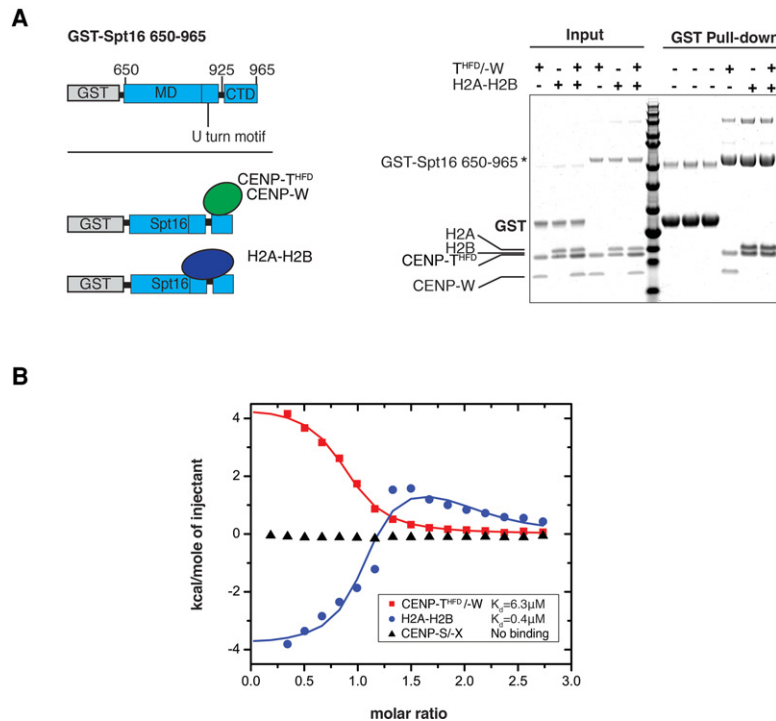 A
GST-Spt16 650-965
650 925 965
GST MD CTD
U turn motif
CENP-T^HFD
CENP-W
GST Spt16
H2A-H2B
GST Spt16
Input GST Pull-down
T^HFD/-W + - + + - + - - - + - +
H2A-H2B - + + - + + - - - - + +
GST-Spt16 650-965 *
GST
H2A
H2B
CENP-T^HFD
CENP-W
B
kcal/mole of injectant
4
2
0
-2
-4
CENP-T^HFD/-W K_d=6.3µM
H2A-H2B K_d=0.4µM
CENP-S/-X No binding
0.0 0.5 1.0 1.5 2.0 2.5 3.0
molar ratio